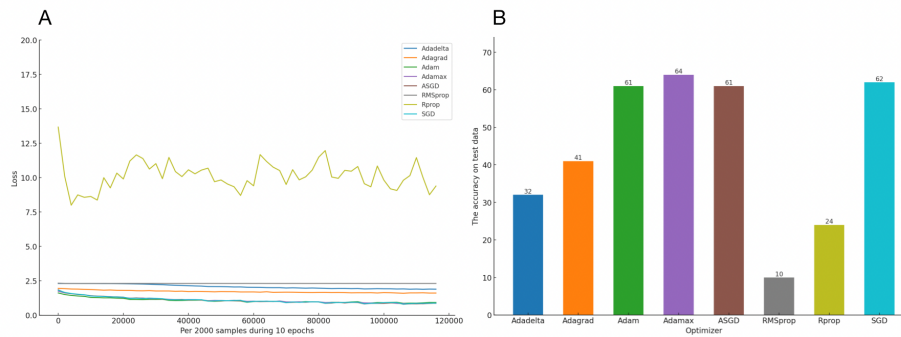 A
B
20.0
17.5
15.0
12.5
10.0
7.5
5.0
2.5
0.0
Loss
0
20000
40000
60000
80000
100000
120000
Per 2000 samples during 10 epochs
Adadelta
Adagrad
Adam
Adamax
ASGD
RMSprop
Rprop
SGD
The accuracy on test data
70
60
50
40
30
20
10
0
32
41
61
64
61
10
24
62
Adadelta
Adagrad
Adam
Adamax
ASGD
RMSprop
Rprop
SGD
Optimizer